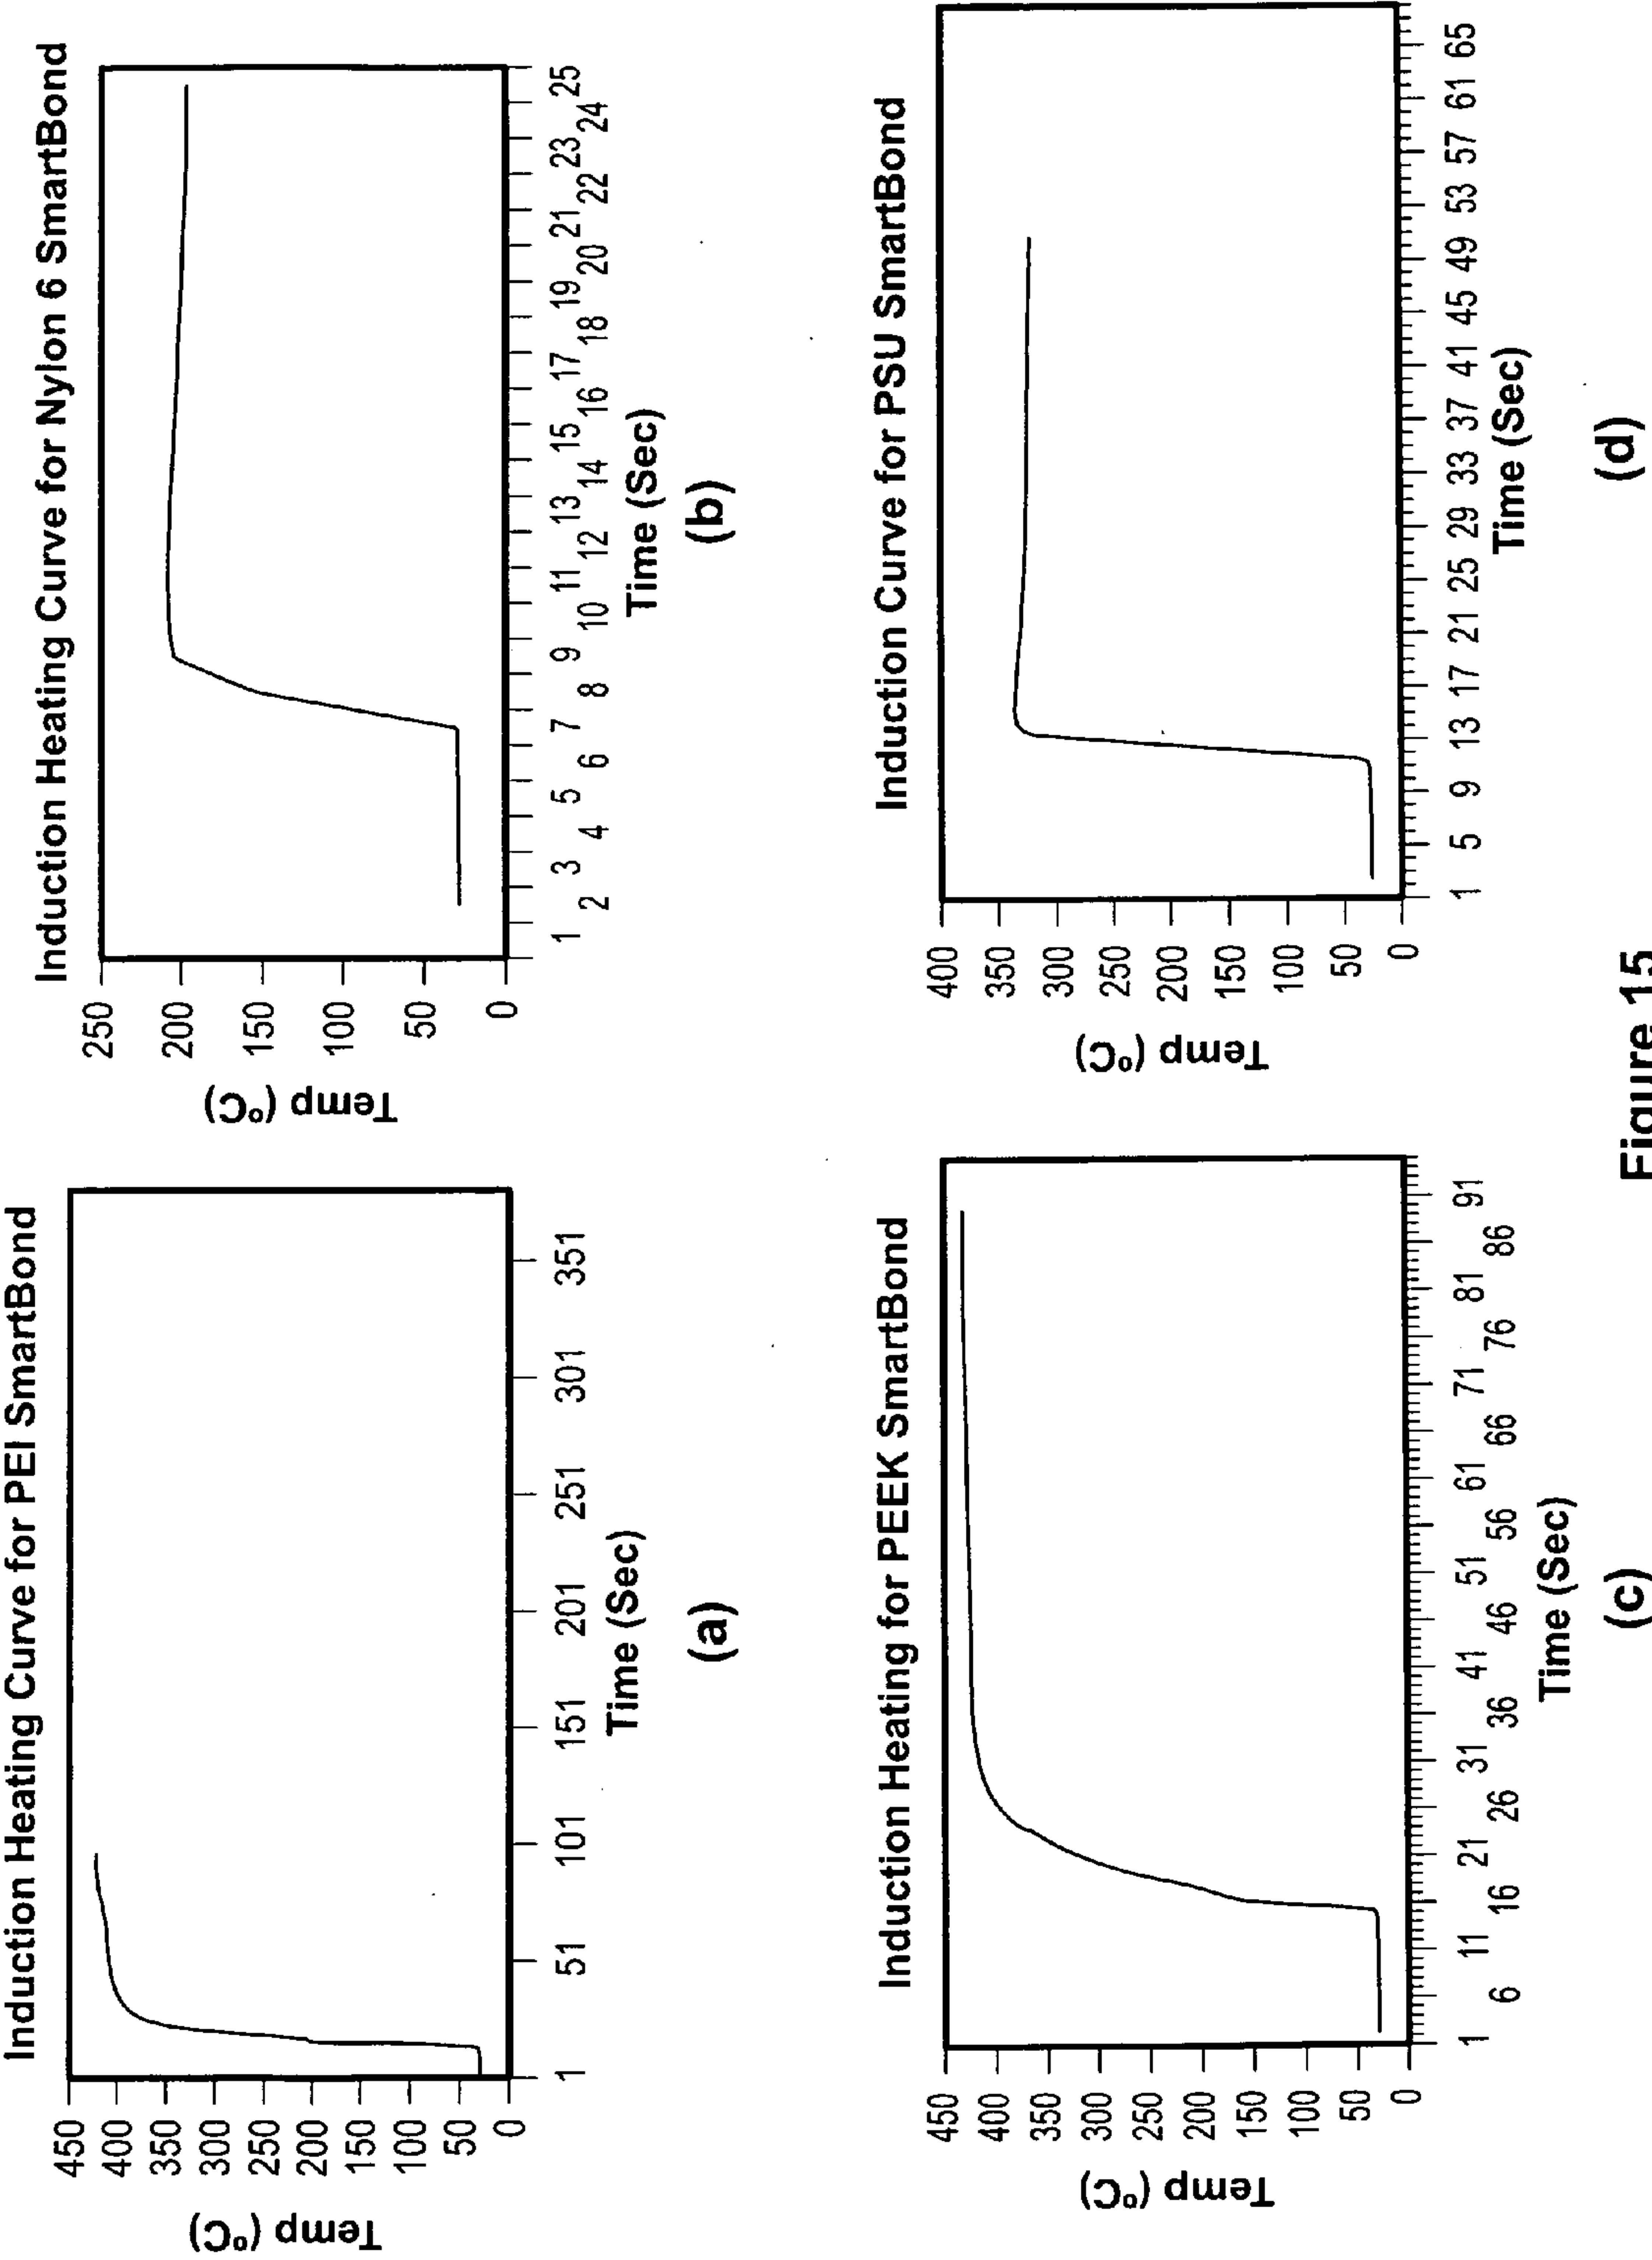 Induction Heating Curve for PEI SmartBond
Temp (°C)
450
400
350
300
250
200
150
100
50
0
1 51 101 151 201 251 301 351
Time (Sec)
(a)
Induction Heating Curve for Nylon 6 SmartBond
Temp (°C)
250
200
150
100
50
0
1 2 3 4 5 6 7 8 9 10 11 12 13 14 15 16 17 18 19 20 21 22 23 24 25
Time (Sec)
(b)
Induction Heating for PEEK SmartBond
Temp (°C)
450
400
350
300
250
200
150
100
50
0
1 6 11 16 21 26 31 36 41 46 51 56 61 66 71 76 81 86 91
Time (Sec)
(c)
Induction Curve for PSU SmartBond
Temp (°C)
400
350
300
250
200
150
100
50
0
1 5 9 13 17 21 25 29 33 37 41 45 49 53 57 61 65
Time (Sec)
(d)
Figure 15